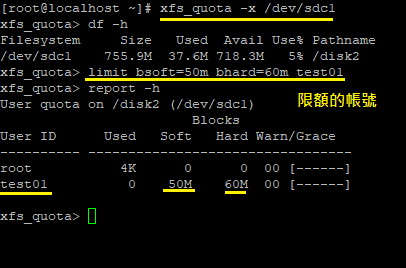 [root@localhost ~]# xfs_quota -x /dev/sdc1
xfs_quota> df -h
Filesystem     Size   Used  Avail Use% Pathname
/dev/sdc1    755.9M  37.6M 718.3M   5% /disk2
xfs_quota> limit bsoft=50m bhard=60m test01
xfs_quota> report -h
User quota on /disk2 (/dev/sdc1)
限額的帳號
Blocks
User ID      Used   Soft   Hard Warn/Grace
---------- ---------------------------------
root           4K      0      0  00 [------]
test01          0    50M    60M  00 [------]
xfs_quota>